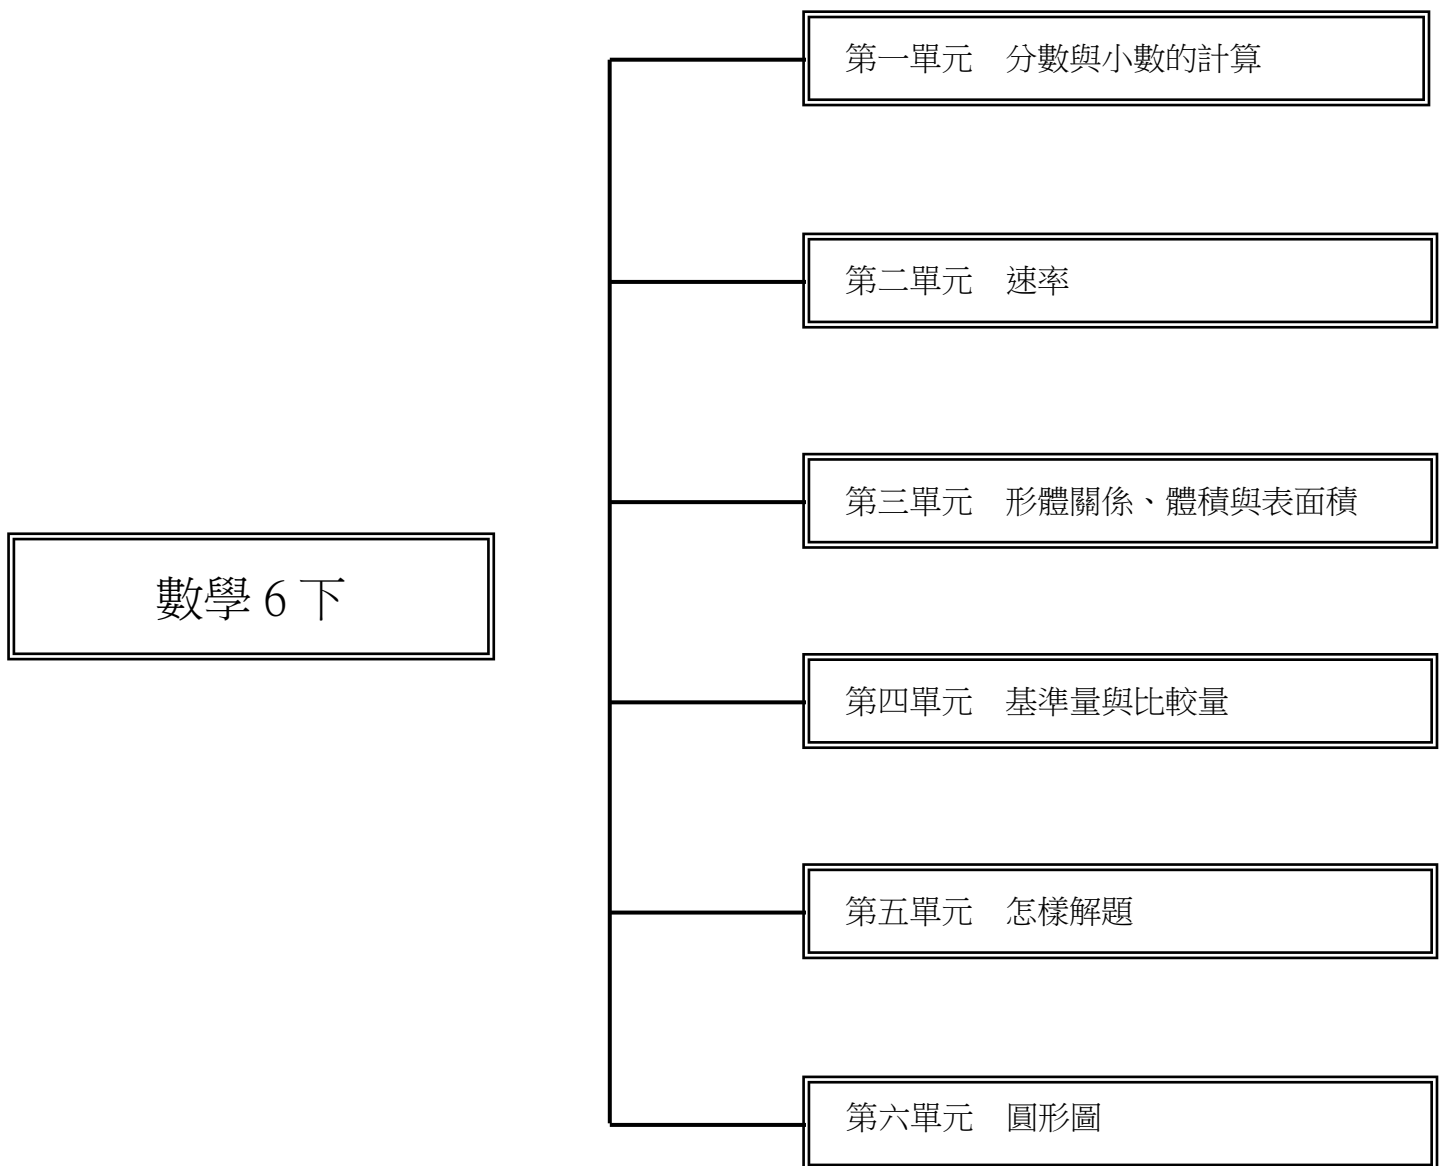 第一單元　分數與小數的計算
第二單元　速率
第三單元　形體關係、體積與表面積
數學 6 下
第四單元　基準量與比較量
第五單元　怎樣解題
第六單元　圓形圖